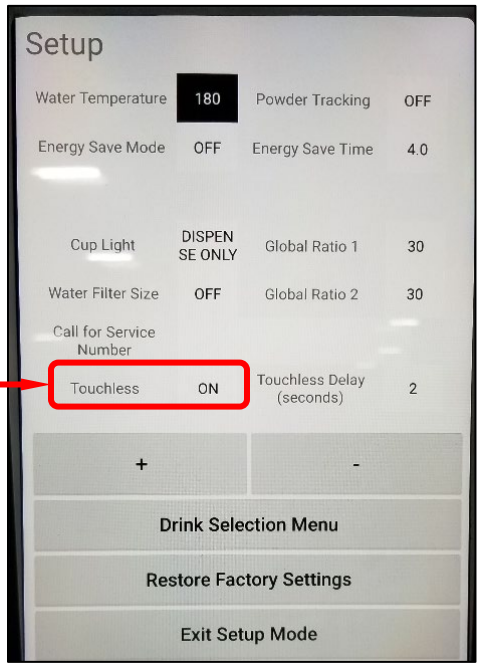 Setup
Water Temperature 180 Powder Tracking OFF
Energy Save Mode OFF Energy Save Time 4.0
Cup Light DISPEN
SE ONLY Global Ratio 1 30
Water Filter Size OFF Global Ratio 2 30
Call for Service
Number
Touchless ON Touchless Delay
(seconds) 2
+ -
Drink Selection Menu
Restore Factory Settings
Exit Setup Mode